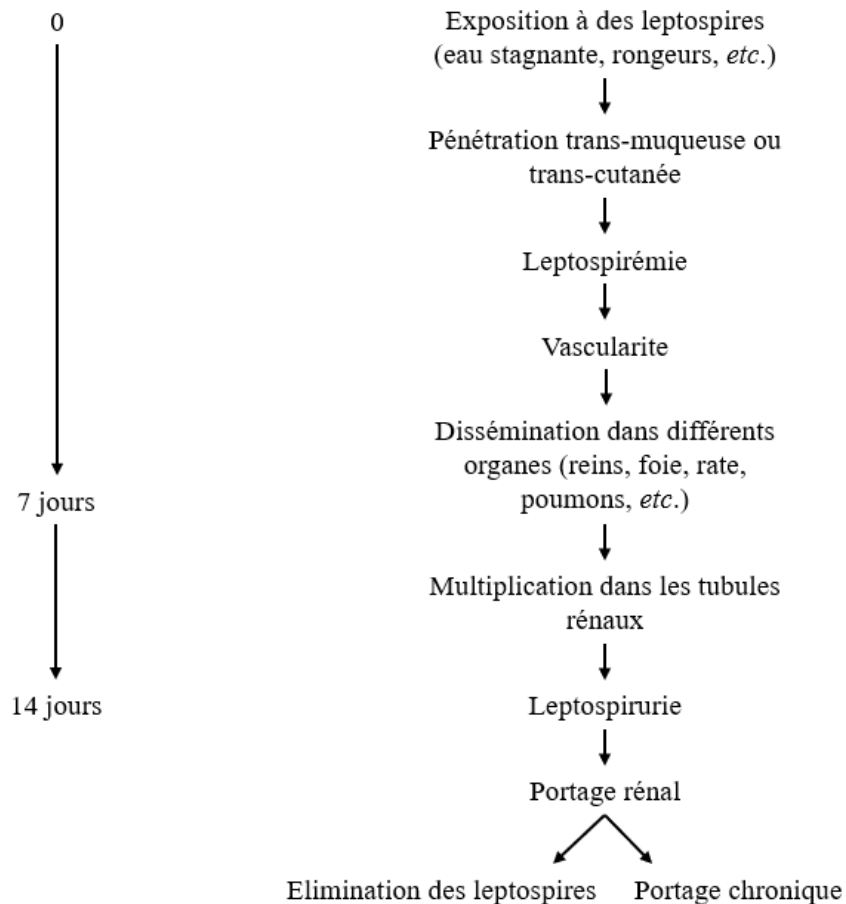 0
Exposition à des leptospires
(eau stagnante, rongeurs, etc.)
Pénétration trans-muqueuse ou
trans-cutanée
Leptospirémie
Vascularite
Dissémination dans différents
organes (reins, foie, rate,
poumons, etc.)
7 jours
Multiplication dans les tubules
rénaux
14 jours
Leptospirurie
Portage rénal
Elimination des leptospires
Portage chronique